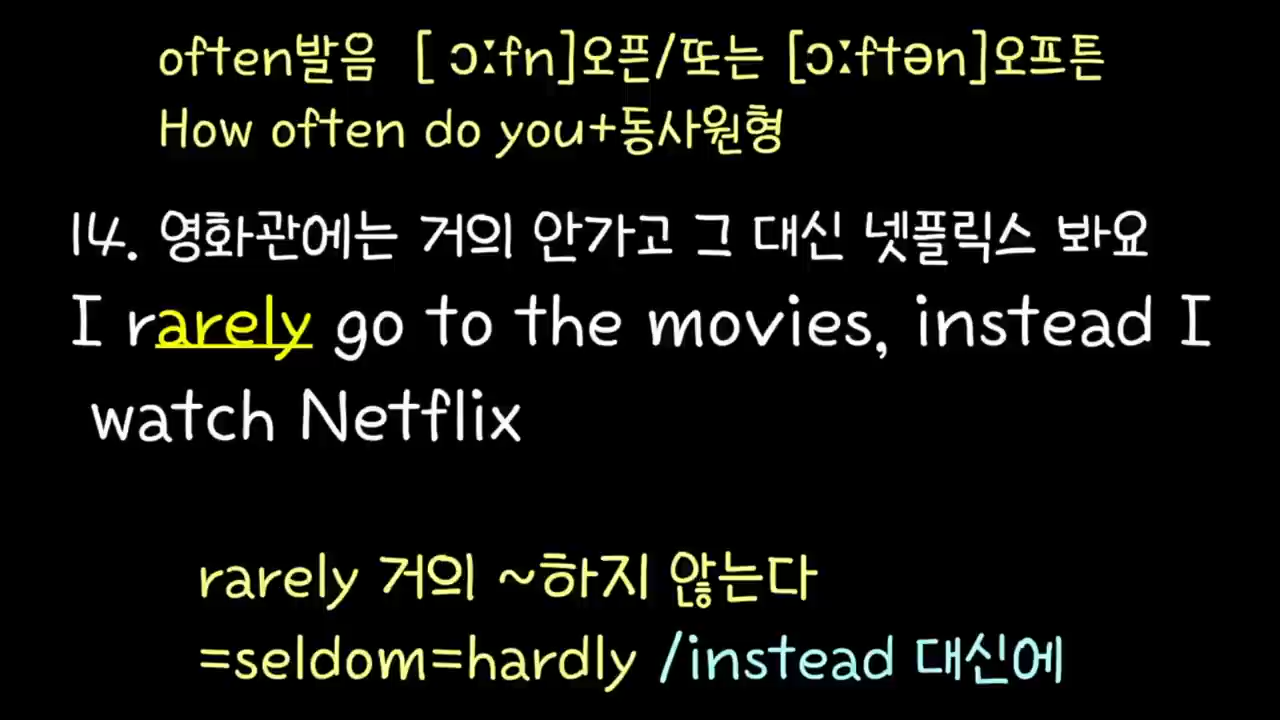 often발음 [ ɔːfn]오픈/또는 [ɔːftən]오프튼
How often do you+동사원형
14. 영화관에는 거의 안가고 그 대신 넷플릭스 봐요
I rarely go to the movies, instead I
watch Netflix
rarely 거의 ~하지 않는다
=seldom=hardly /instead 대신에